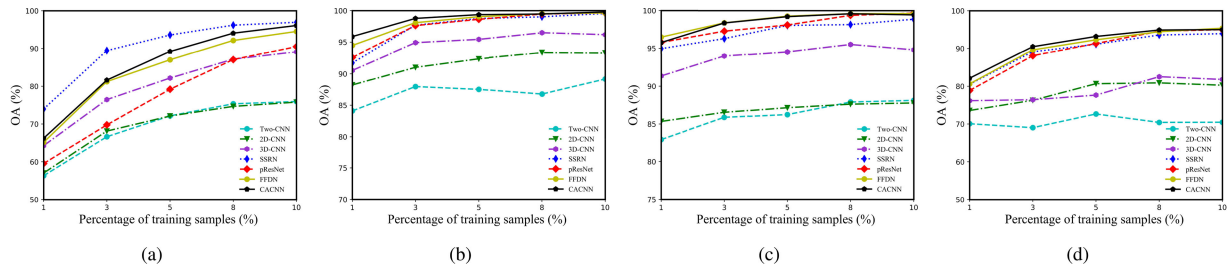 100
90
80
70
60
50
OA (%)
1 3 5 8 10
Percentage of training samples (%)
Two-CNN
2D-CNN
3D-CNN
SSRN
pResNet
FFDN
CACNN
(a)
100
95
90
85
80
75
70
OA (%)
1 3 5 8 10
Percentage of training samples (%)
Two-CNN
2D-CNN
3D-CNN
SSRN
pResNet
FFDN
CACNN
(b)
100
95
90
85
80
75
OA (%)
1 3 5 8 10
Percentage of training samples (%)
Two-CNN
2D-CNN
3D-CNN
SSRN
pResNet
FFDN
CACNN
(c)
100
90
80
70
60
50
OA (%)
1 3 5 8 10
Percentage of training samples (%)
Two-CNN
2D-CNN
3D-CNN
SSRN
pResNet
FFDN
CACNN
(d)